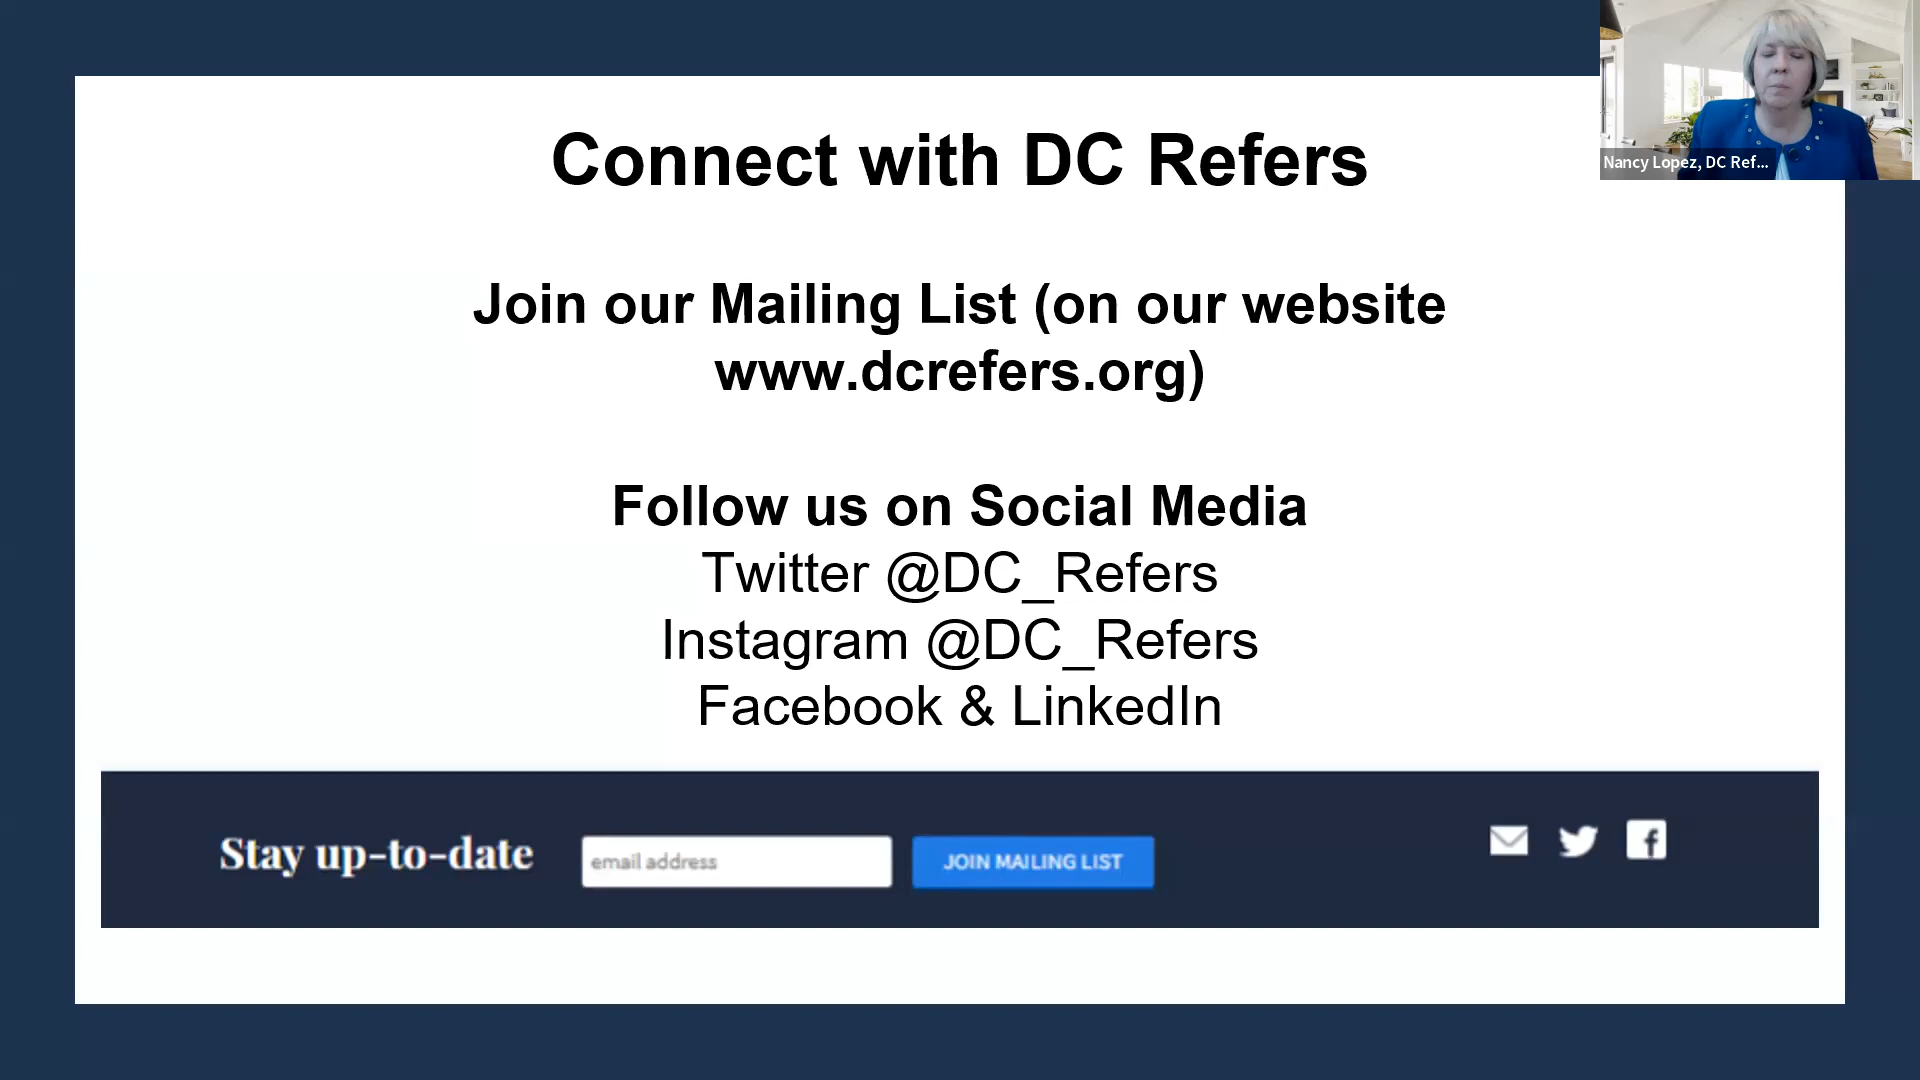 Connect with DC Refers
Nancy Lopez, DC Ref...
Join our Mailing List (on our website
www.dcrefers.org)
Follow us on Social Media
Twitter @DC_Refers
Instagram @DC_Refers
Facebook & LinkedIn
Stay up-to-date
email address
JOIN MAILING LIST